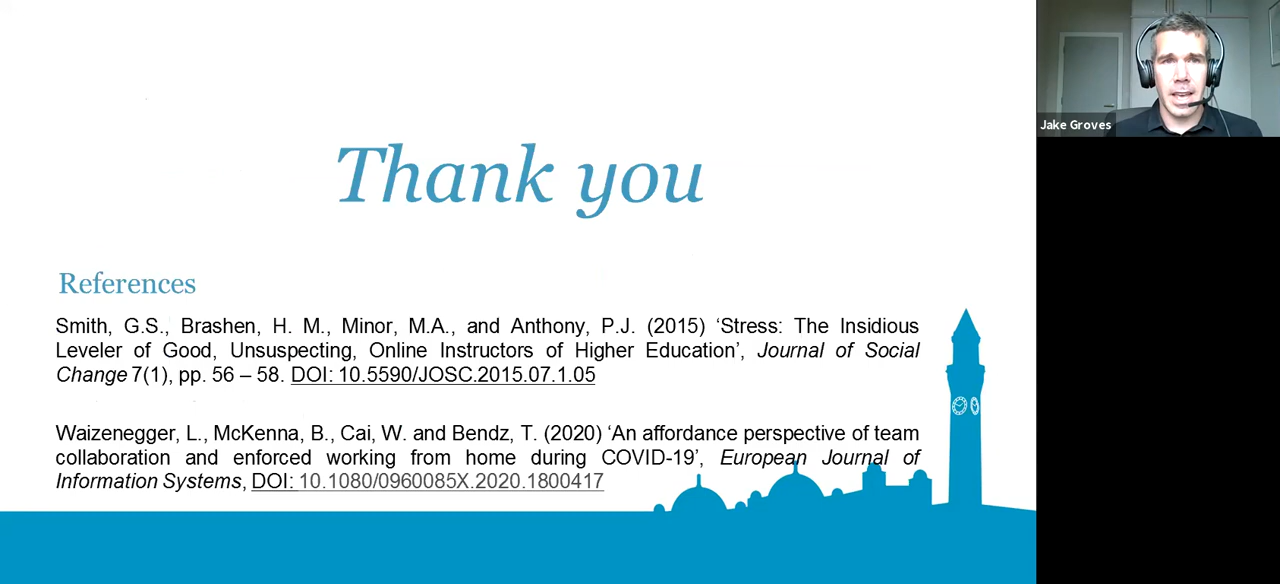 Thank you
References
Smith, G.S., Brashen, H. M., Minor, M.A., and Anthony, P.J. (2015) ‘Stress: The Insidious
Leveler of Good, Unsuspecting, Online Instructors of Higher Education’, Journal of Social
Change 7(1), pp. 56 – 58. DOI: 10.5590/JOSC.2015.07.1.05
Waizenegger, L., McKenna, B., Cai, W. and Bendz, T. (2020) ‘An affordance perspective of team
collaboration and enforced working from home during COVID-19’, European Journal of
Information Systems, DOI: 10.1080/0960085X.2020.1800417
Jake Groves